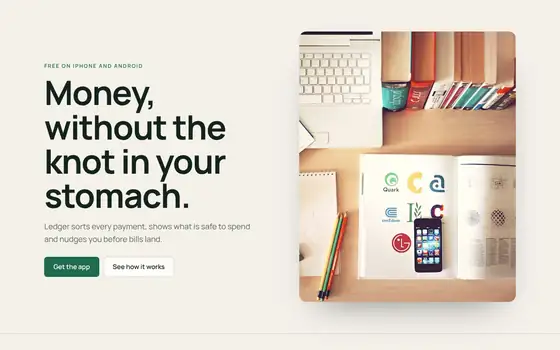 FREE ON IPHONE AND ANDROID
Money,
without the
knot in your
stomach.
Ledger sorts every payment, shows what is safe to spend
and nudges you before bills land.
Get the app
See how it works
Quark
C
a
LG